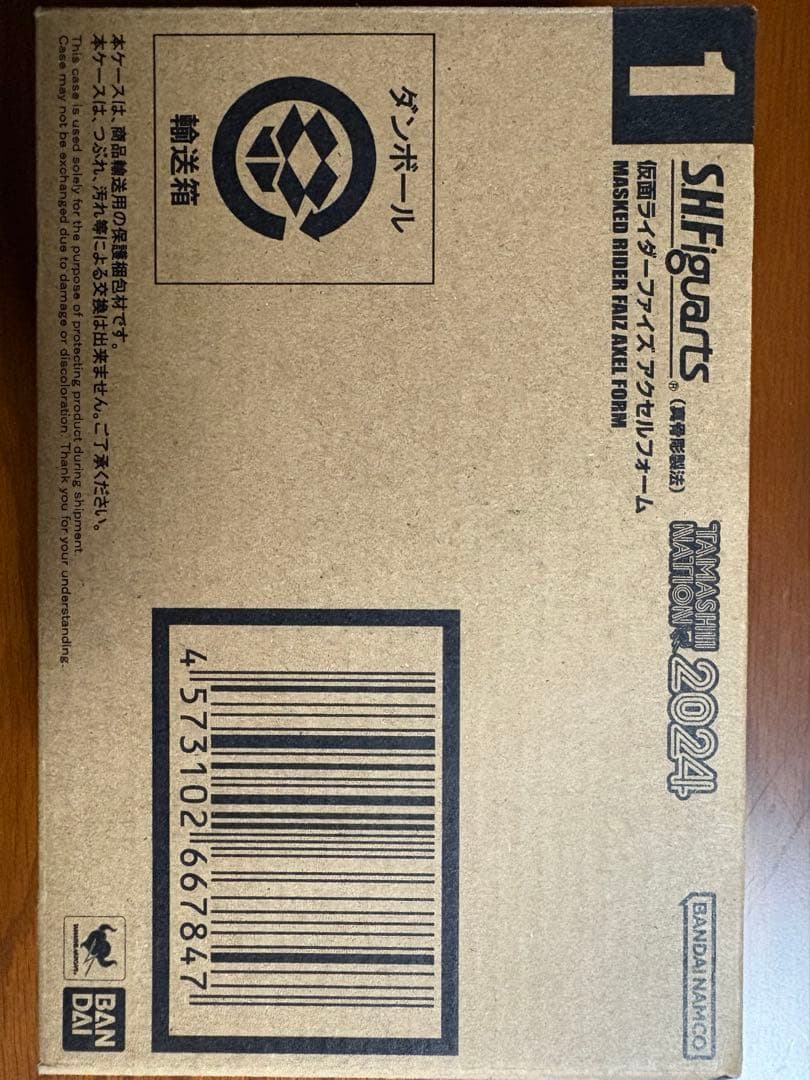 1
S.H.Figuarts® (真骨彫製法)
TAMASHII NATION 2024
BANDAI NAMCO
仮面ライダーファイズ アクセルフォーム
MASKED RIDER FAIZ AXEL FORM
ダンボール
輸送箱
4 573102 667847
本ケースは、商品輸送用の保護梱包材です。
本ケースは、つぶれ、汚れ等による交換は出来ません。ご了承ください。
This case is used solely for the purpose of protecting product during shipment.
Case may not be exchanged due to damage or discoloration. Thank you for your understanding.
BAN
DAI